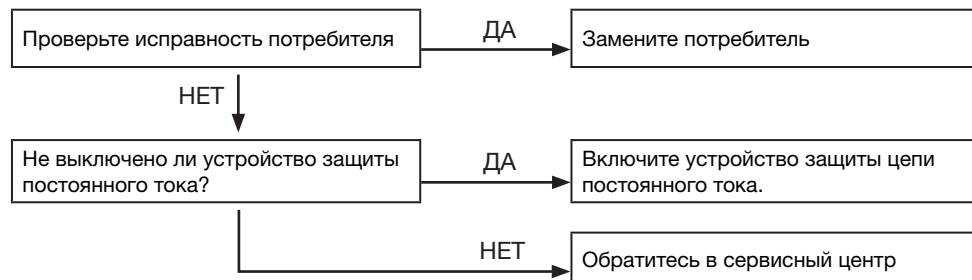 Проверьте исправность потребителя
ДА
Замените потребитель
НЕТ
Не выключено ли устройство защиты
постоянного тока?
ДА
Включите устройство защиты цепи
постоянного тока.
НЕТ
Обратитесь в сервисный центр